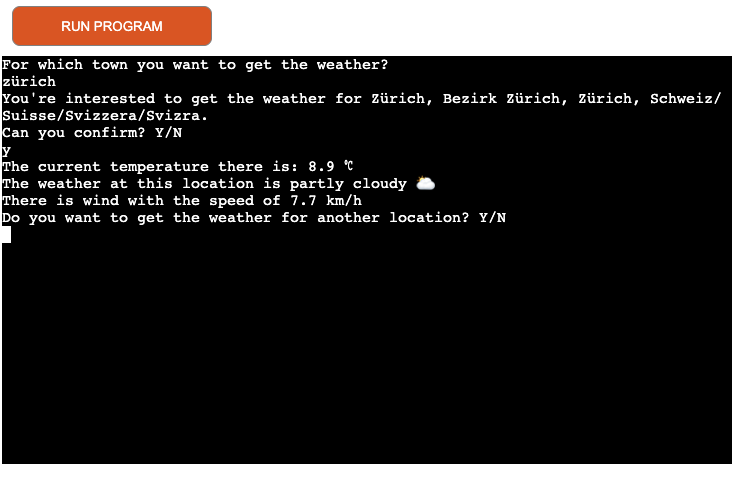 RUN PROGRAM
For which town you want to get the weather?
zürich
You're interested to get the weather for Zürich, Bezirk Zürich, Zürich, Schweiz/
Suisse/Svizzera/Svizra.
Can you confirm? Y/N
y
The current temperature there is: 8.9 ℃
The weather at this location is partly cloudy 🌥️
There is wind with the speed of 7.7 km/h
Do you want to get the weather for another location? Y/N